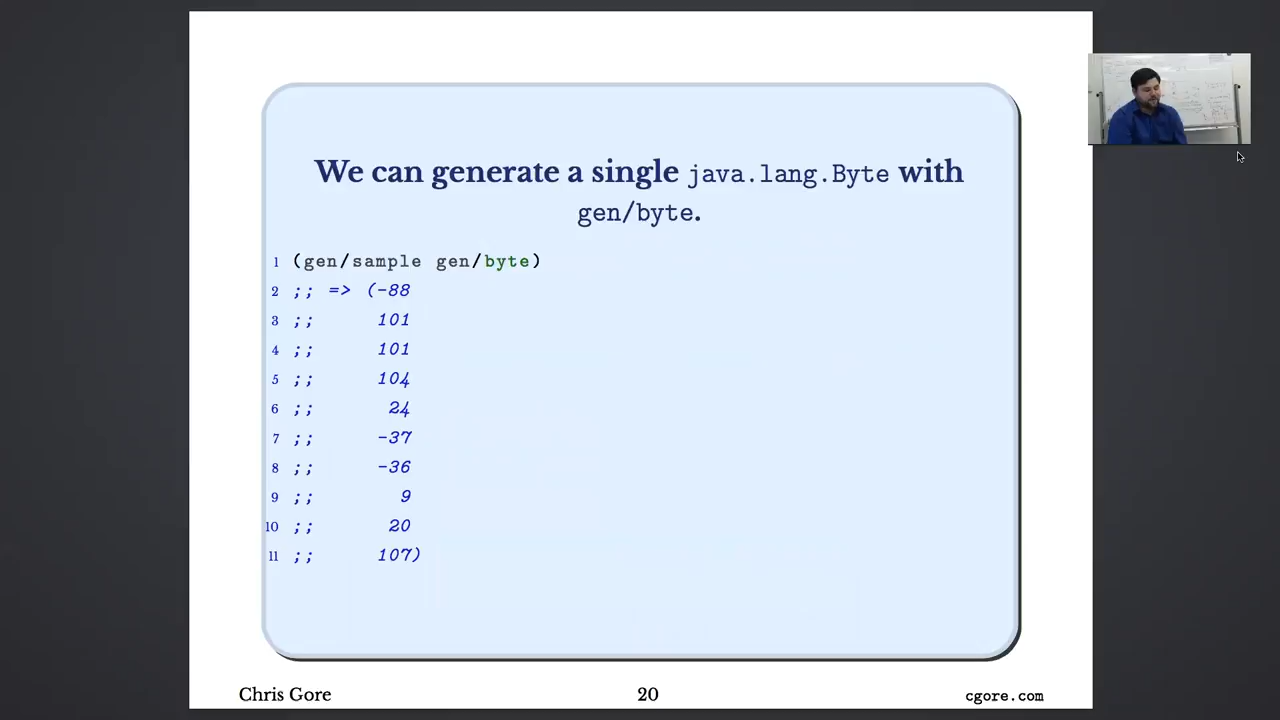 We can generate a single java.lang.Byte with
gen/byte.
1 (gen/sample gen/byte)
2 ;; => (-88
3 ;; 101
4 ;; 101
5 ;; 104
6 ;; 24
7 ;; -37
8 ;; -36
9 ;; 9
10 ;; 20
11 ;; 107)
Chris Gore 20 cgore.com